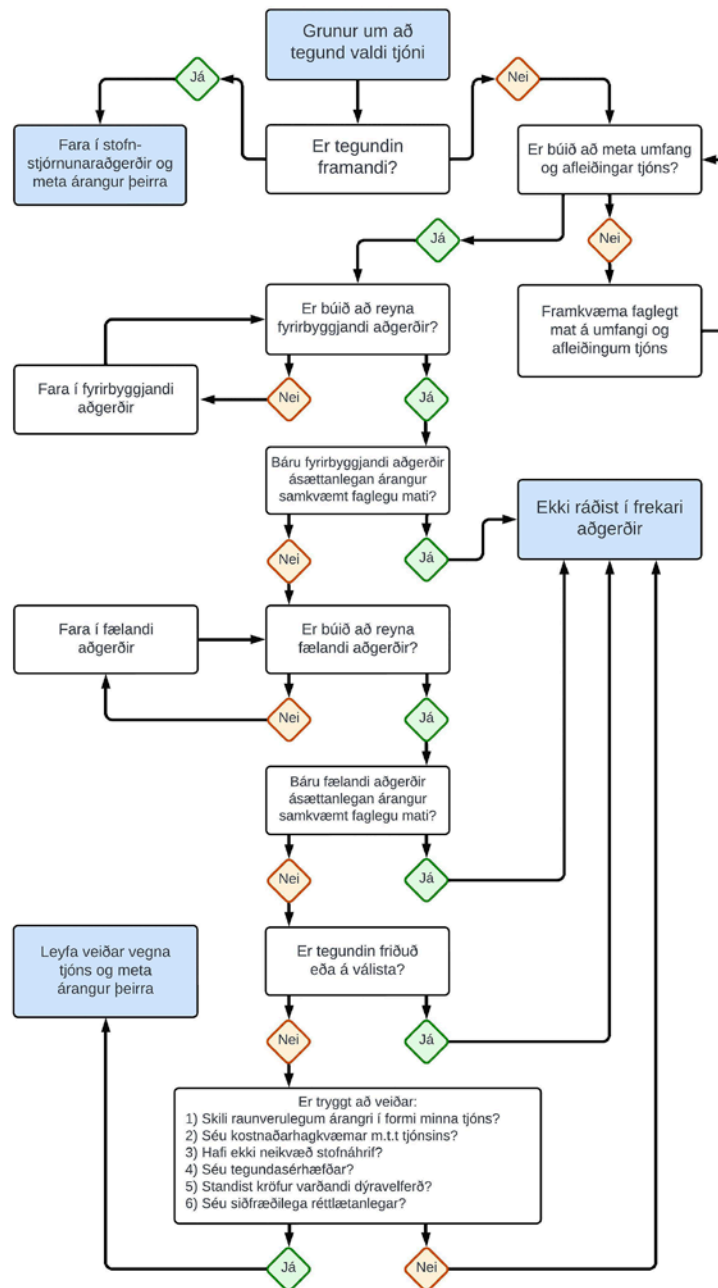 Grunur um að
tegund valdi tjóni
Já
Nei
Fara í stofn-
stjórnunaraðgerðir og
meta árangur þeirra
Er tegundin
framandi?
Er búið að meta umfang
og afleiðingar tjóns?
Já
Nei
Er búið að reyna
fyrirbyggjandi aðgerðir?
Framkvæma faglegt
mat á umfangi og
afleiðingum tjóns
Fara í fyrirbyggjandi
aðgerðir
Nei
Já
Báru fyrirbyggjandi aðgerðir
ásættanlegan árangur
samkvæmt faglegu mati?
Ekki ráðist í frekari
aðgerðir
Nei
Já
Fara í fælandi
aðgerðir
Er búið að reyna
fælandi aðgerðir?
Nei
Já
Báru fælandi aðgerðir
ásættanlegan árangur
samkvæmt faglegu mati?
Nei
Já
Leyfa veiðar vegna
tjóns og meta
árangur þeirra
Er tegundin friðuð
eða á válista?
Nei
Já
Er tryggt að veiðar:
1) Skili raunverulegum árangri í formi minna tjóns?
2) Séu kostnaðarhagkvæmar m.t.t tjónsins?
3) Hafi ekki neikvæð stofnáhrif?
4) Séu tegundasérhæfðar?
5) Standist kröfur varðandi dýravelferð?
6) Séu siðfræðilega réttlætanlegar?
Já
Nei